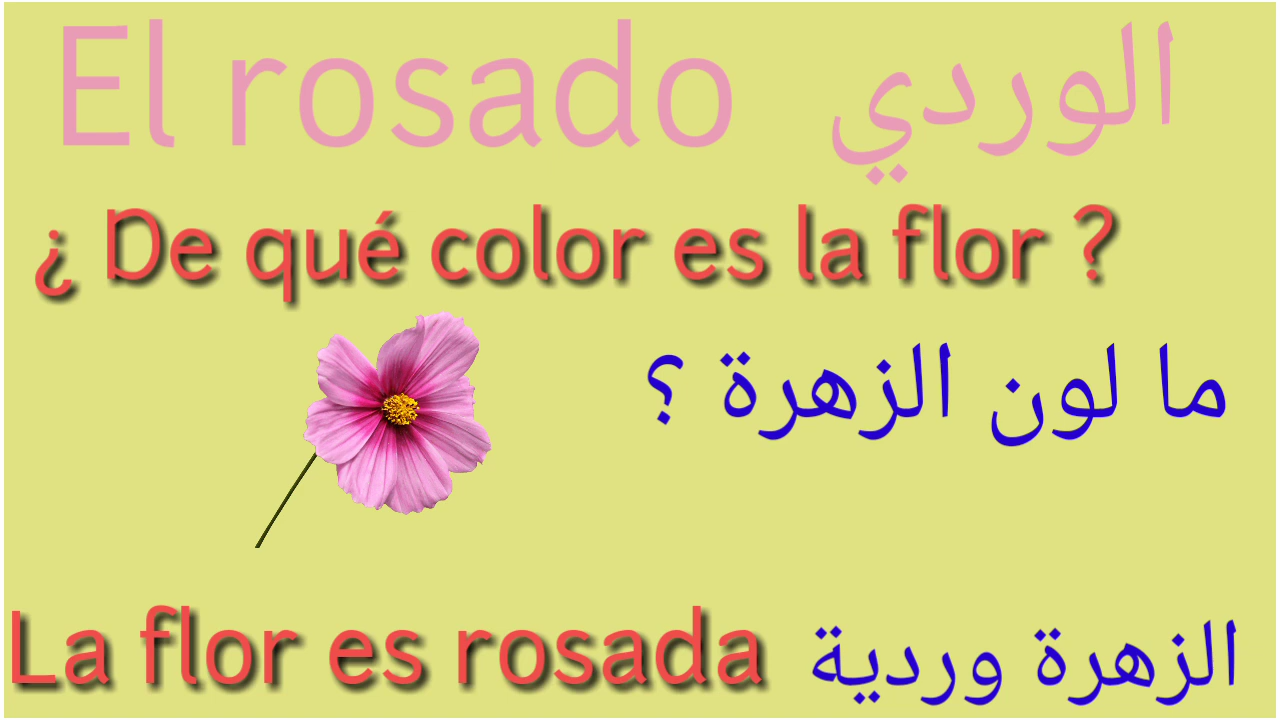 El rosado الوردي
¿ De qué color es la flor ?
ما لون الزهرة ؟
La flor es rosada الزهرة وردية